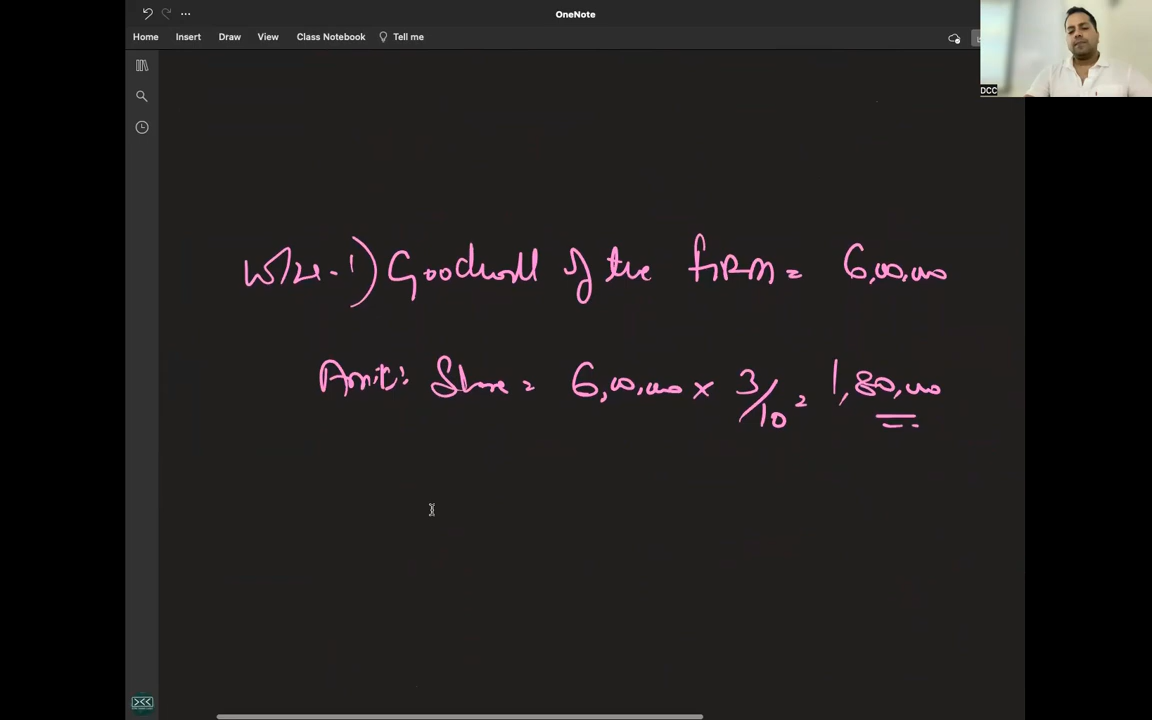 OneNote
Home Insert Draw View Class Notebook Tell me
DCC
W/N-1) Goodwill of the firm = 6,00,000
Amit's Share = 6,00,000 x 3/10 = 1,80,000